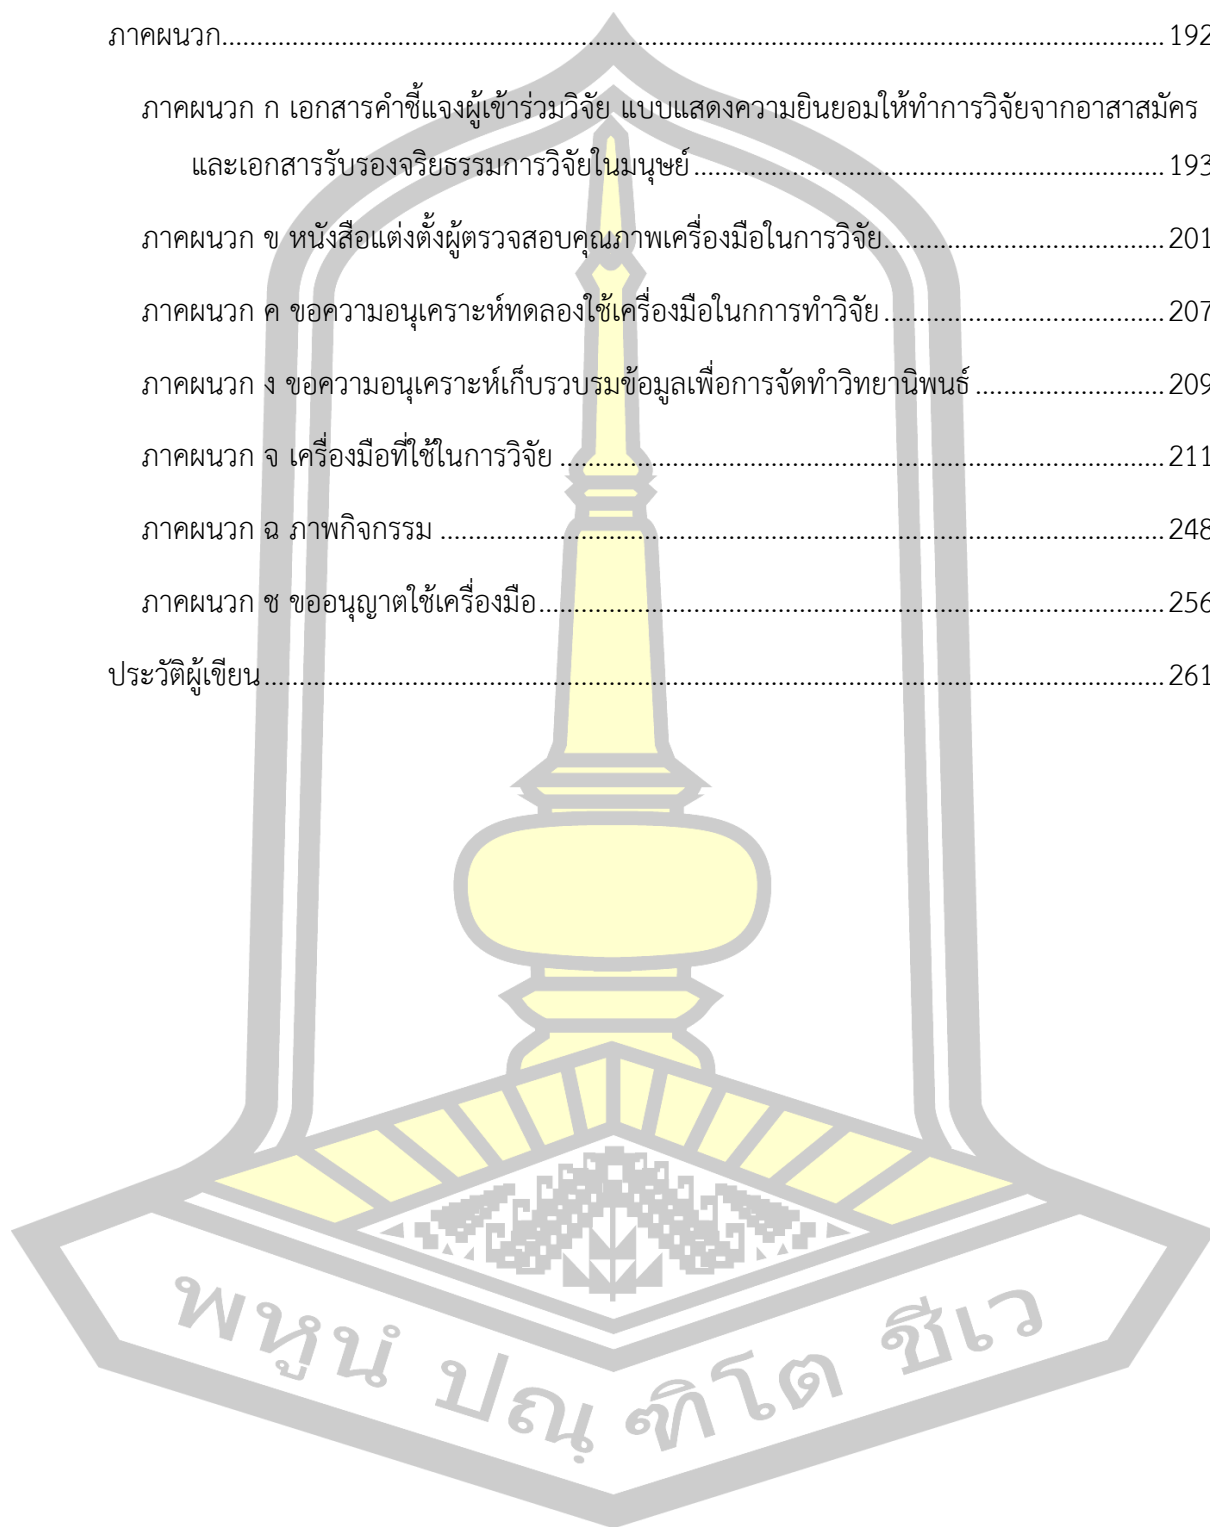 ภาคผนวก.................................................................................................................................. 192
ภาคผนวก ก เอกสารคำชี้แจงผู้เข้าร่วมวิจัย แบบแสดงความยินยอมให้ทำการวิจัยจากอาสาสมัคร
และเอกสารรับรองจริยธรรมการวิจัยในมนุษย์ ................................................................. 193
ภาคผนวก ข หนังสือแต่งตั้งผู้ตรวจสอบคุณภาพเครื่องมือในการวิจัย....................................... 201
ภาคผนวก ค ขอความอนุเคราะห์ทดลองใช้เครื่องมือในกการทำวิจัย ....................................... 207
ภาคผนวก ง ขอความอนุเคราะห์เก็บรวบรมข้อมูลเพื่อการจัดทำวิทยานิพนธ์ .......................... 209
ภาคผนวก จ เครื่องมือที่ใช้ในการวิจัย .................................................................................... 211
ภาคผนวก ฉ ภาพกิจกรรม .................................................................................................... 248
ภาคผนวก ช ขออนุญาตใช้เครื่องมือ...................................................................................... 256
ประวัติผู้เขียน............................................................................................................................ 261
พหูนํ ปณฺฑิโต ชีเว